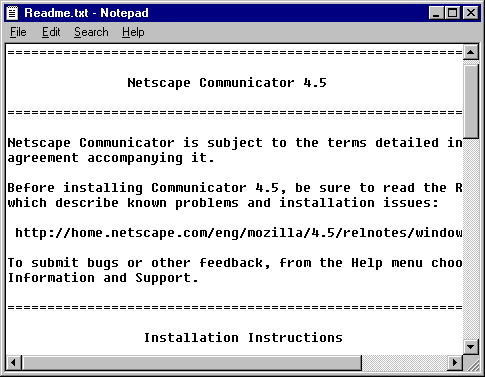 Readme.txt - Notepad
File Edit Search Help
==========================================================
Netscape Communicator 4.5
==========================================================
Netscape Communicator is subject to the terms detailed in
agreement accompanying it.
Before installing Communicator 4.5, be sure to read the R
which describe known problems and installation issues:
http://home.netscape.com/eng/mozilla/4.5/relnotes/window
To submit bugs or other feedback, from the Help menu choo
Information and Support.
==========================================================
Installation Instructions